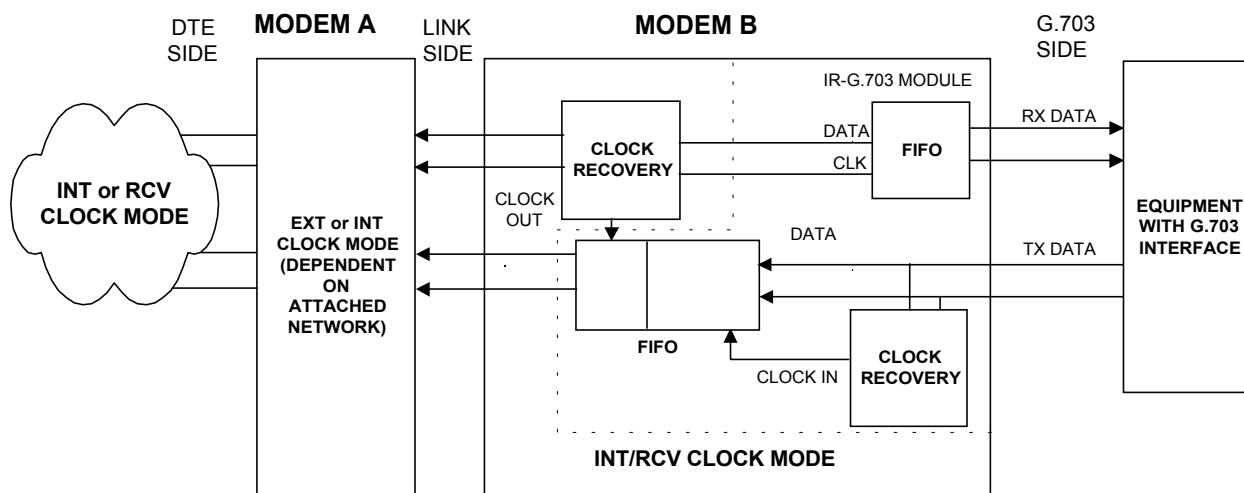 DTE
SIDE
MODEM A
LINK
SIDE
MODEM B
G.703
SIDE
IR-G.703 MODULE
INT or RCV
CLOCK MODE
EXT or INT
CLOCK MODE
(DEPENDENT
ON
ATTACHED
NETWORK)
CLOCK
RECOVERY
DATA
CLK
FIFO
RX DATA
CLOCK
OUT
DATA
TX DATA
EQUIPMENT
WITH G.703
INTERFACE
FIFO
CLOCK IN
CLOCK
RECOVERY
INT/RCV CLOCK MODE